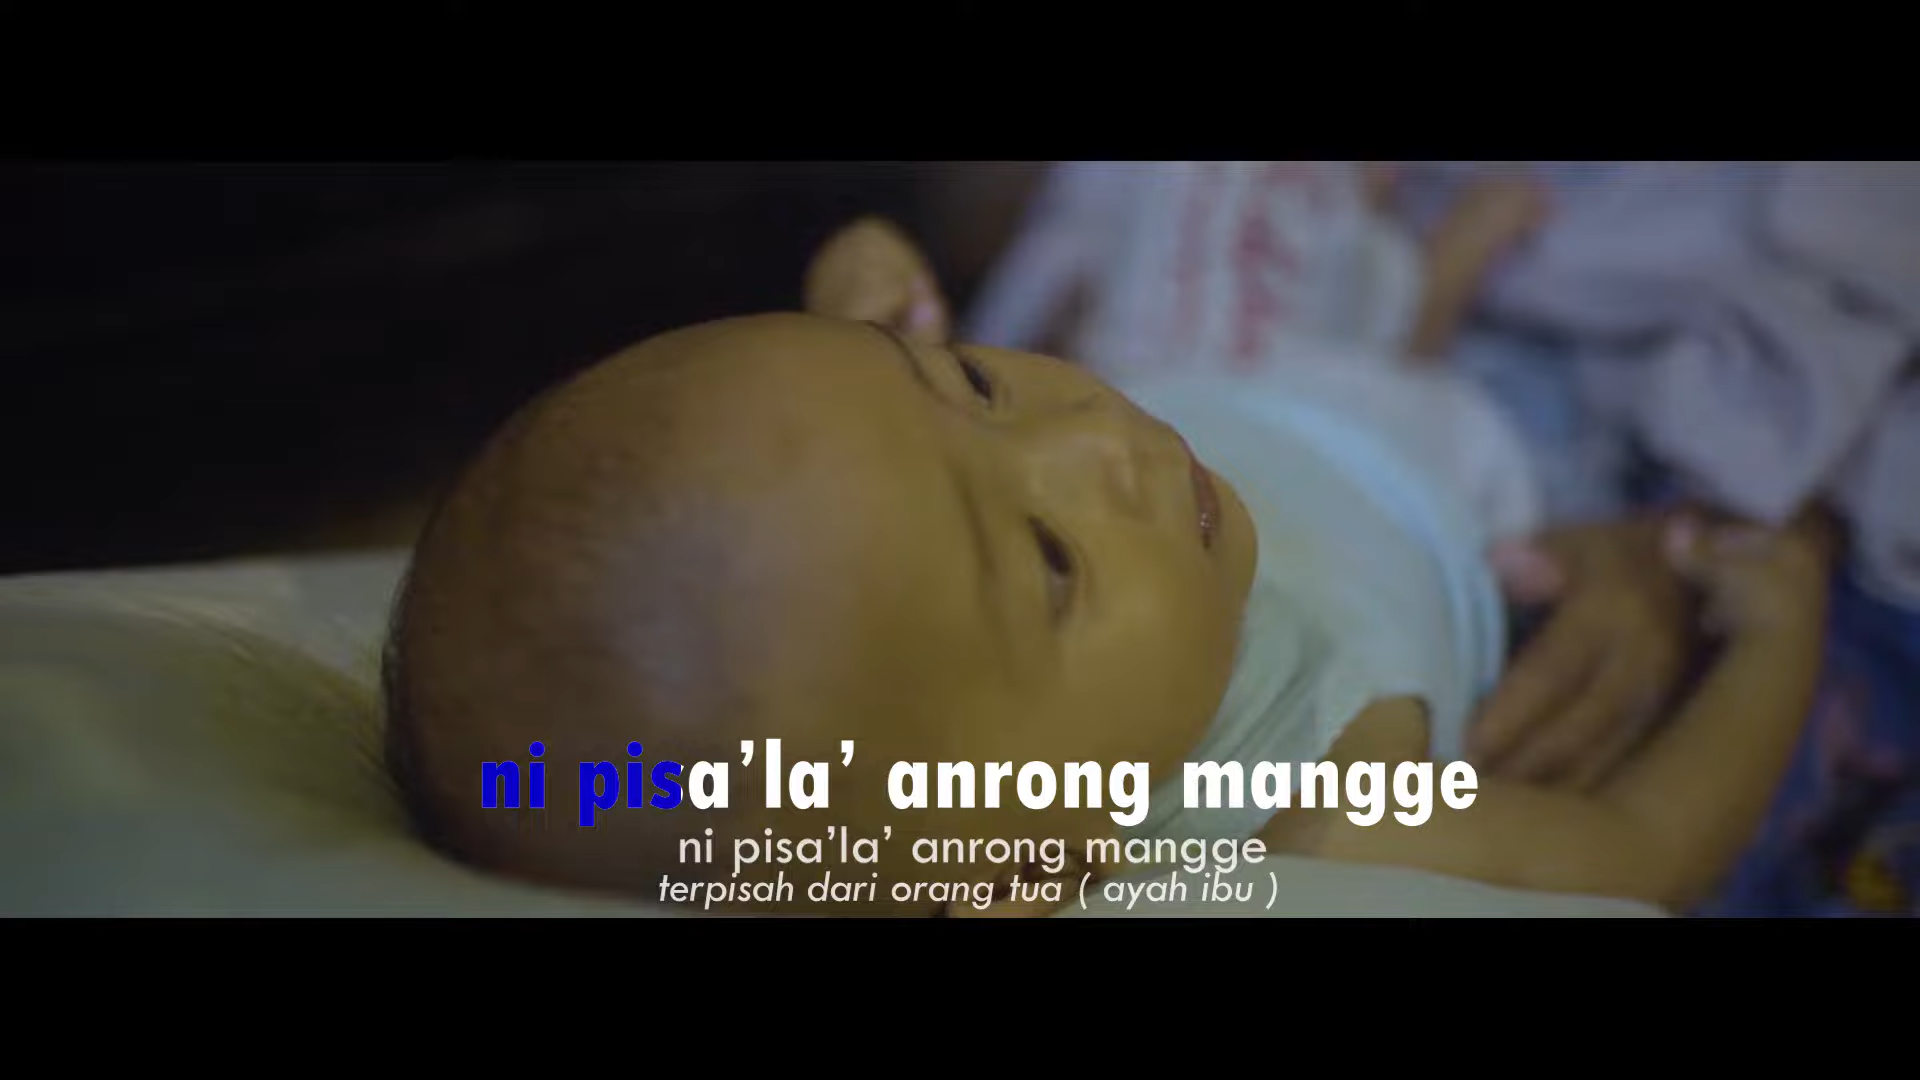 ni pisa’la’ anrong mangge
ni pisa’la’ anrong mangge
terpisah dari orang tua ( ayah ibu )